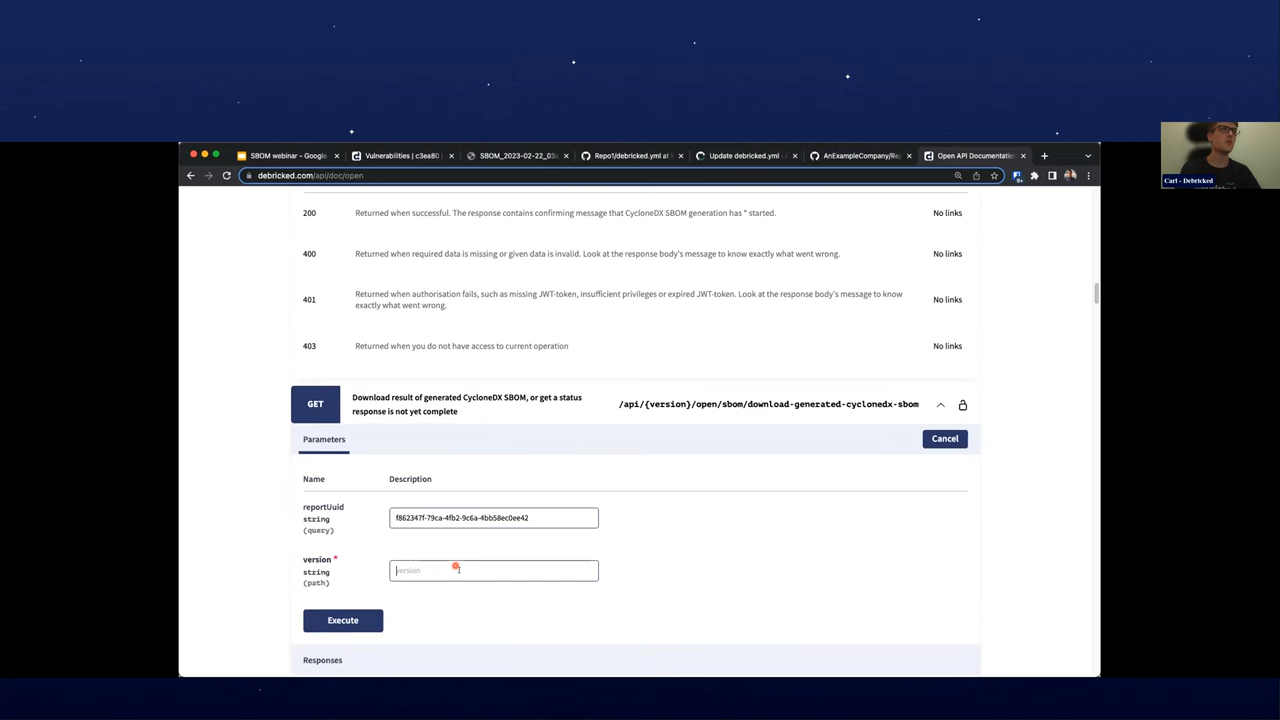 SBOM webinar - Google
Vulnerabilities | c3ea80
SBOM_2023-02-22_03
Repo1/debricked.yml at
Update debricked.yml ·
AnExampleCompany/Re
Open API Documentatio
debricked.com/api/doc/open
Carl - Debricked
200 Returned when successful. The response contains confirming message that CycloneDX SBOM generation has * started. No links
400 Returned when required data is missing or given data is invalid. Look at the response body's message to know exactly what went wrong. No links
401 Returned when authorisation fails, such as missing JWT-token, insufficient privileges or expired JWT-token. Look at the response body's message to know No links
exactly what went wrong.
403 Returned when you do not have access to current operation No links
GET Download result of generated CycloneDX SBOM, or get a status /api/{version}/open/sbom/download-generated-cyclonedx-sbom
response is not yet complete
Parameters Cancel
Name Description
reportUuid
string f862347f-79ca-4fb2-9c6a-4bb58ec0ee42
(query)
version *
string version
(path)
Execute
Responses